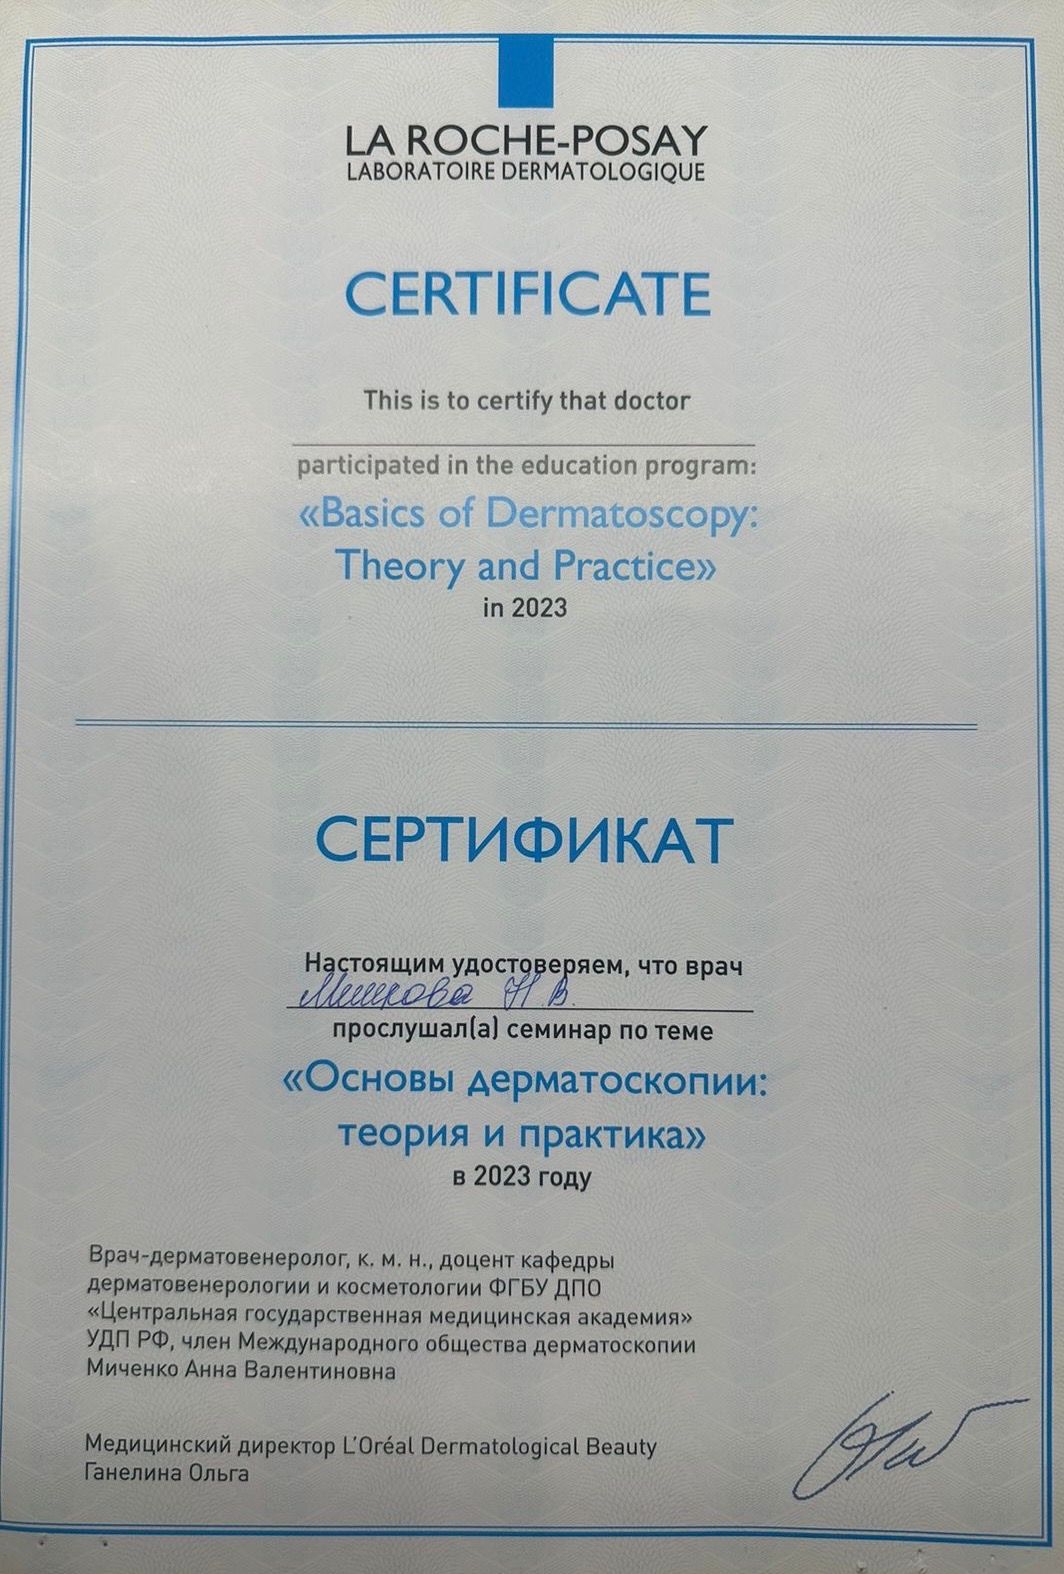 LA ROCHE-POSAY
LABORATOIRE DERMATOLOGIQUE
CERTIFICATE
This is to certify that doctor
participated in the education program:
«Basics of Dermatoscopy:
Theory and Practice»
in 2023
СЕРТИФИКАТ
Настоящим удостоверяем, что врач
Н. В.
прослушал(а) семинар по теме
«Основы дерматоскопии:
теория и практика»
в 2023 году
Врач-дерматовенеролог, к. м. н., доцент кафедры
дерматовенерологии и косметологии ФГБУ ДПО
«Центральная государственная медицинская академия»
УДП РФ, член Международного общества дерматоскопии
Миченко Анна Валентиновна
Медицинский директор L'Oréal Dermatological Beauty
Ганелина Ольга